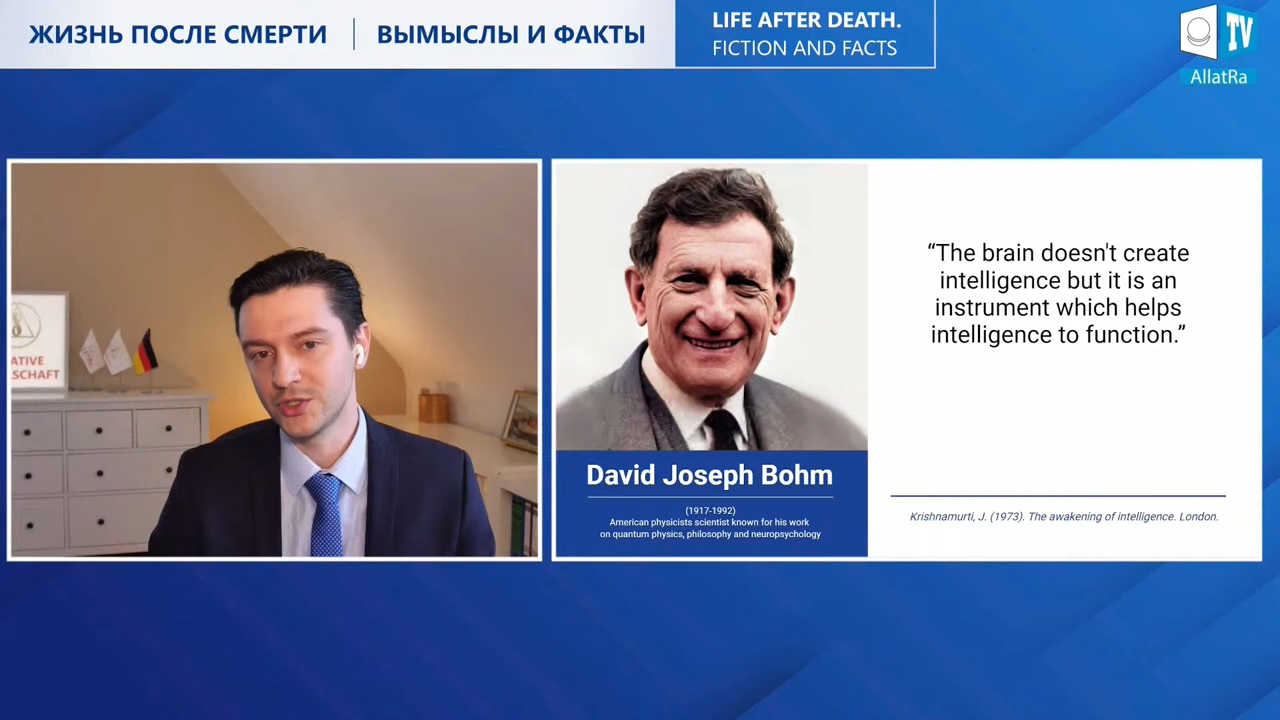 ЖИЗНЬ ПОСЛЕ СМЕРТИ
ВЫМЫСЛЫ И ФАКТЫ
LIFE AFTER DEATH.
FICTION AND FACTS
TV
AllatRa
ATIVE
SCHAFT
David Joseph Bohm
(1917-1992)
American physicists scientist known for his work
on quantum physics, philosophy and neuropsychology
“The brain doesn't create
intelligence but it is an
instrument which helps
intelligence to function.”
Krishnamurti, J. (1973). The awakening of intelligence. London.